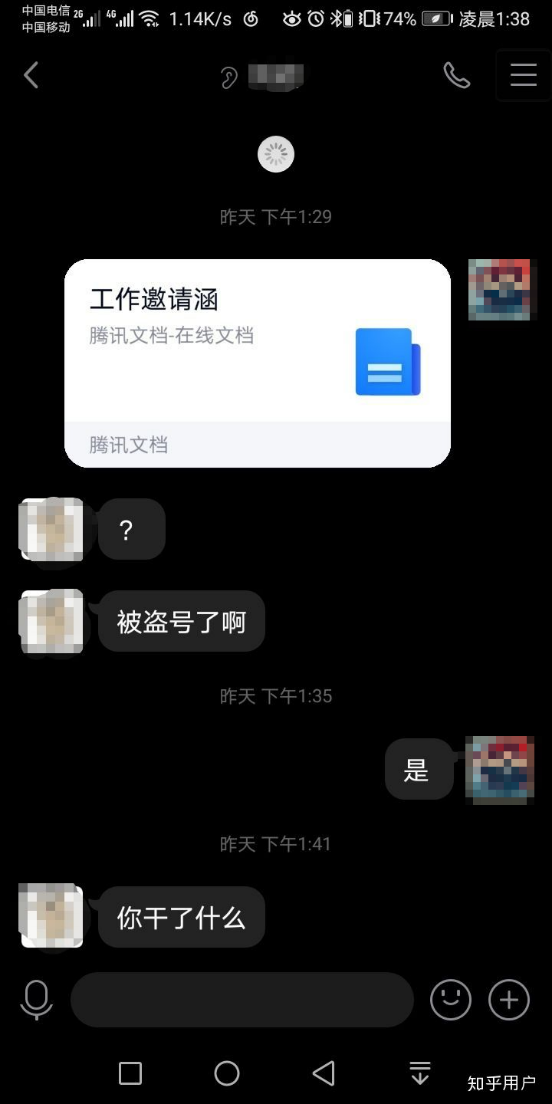 中国电信 2G 4G 1.14K/s 74% 凌晨1:38
中国移动
昨天 下午1:29
工作邀请涵
腾讯文档-在线文档
腾讯文档
?
被盗号了啊
昨天 下午1:35
是
昨天 下午1:41
你干了什么
知乎用户